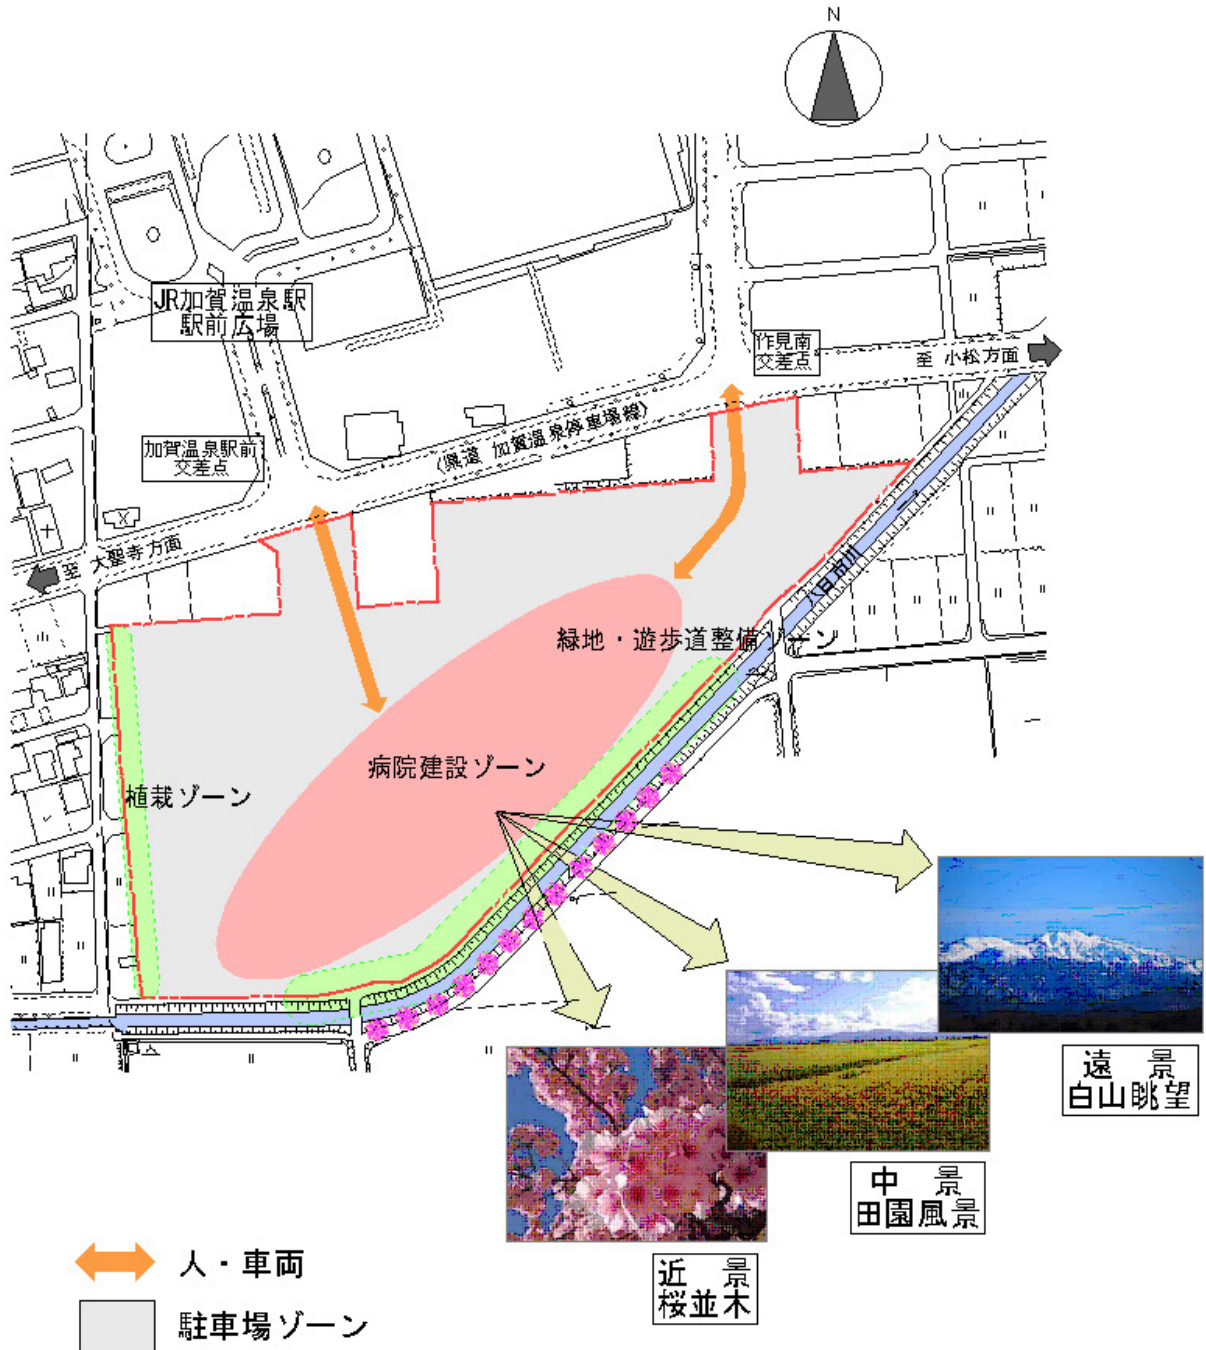 N
JR加賀温泉駅
駅前広場
作見南
交差点
至 小松方面
(県道 加賀温泉停車場線)
加賀温泉駅前
交差点
至 大聖寺方面
八日市川
緑地・遊歩道整備ゾーン
病院建設ゾーン
植栽ゾーン
遠 景
白山眺望
中 景
田園風景
近 景
桜並木
人・車両
駐車場ゾーン